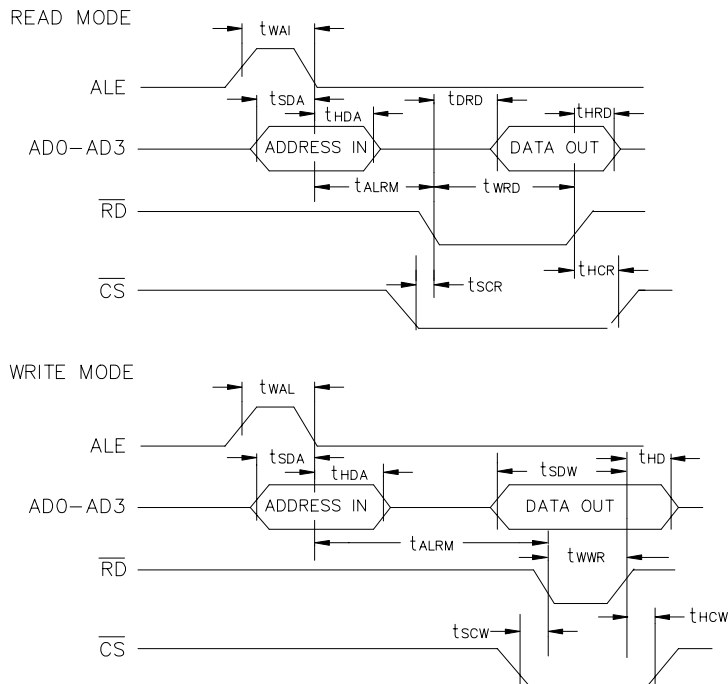 READ MODE
tWAI
ALE
tSDA
tHDA
tDRD
tHRD
AD0-AD3
ADDRESS IN
DATA OUT
tALRM
tWRD
RD
tHCR
tSCR
CS
WRITE MODE
tWAL
ALE
tSDA
tHDA
tSDW
tHD
AD0-AD3
ADDRESS IN
DATA OUT
tALRM
tWWR
RD
tSCW
tHCW
CS